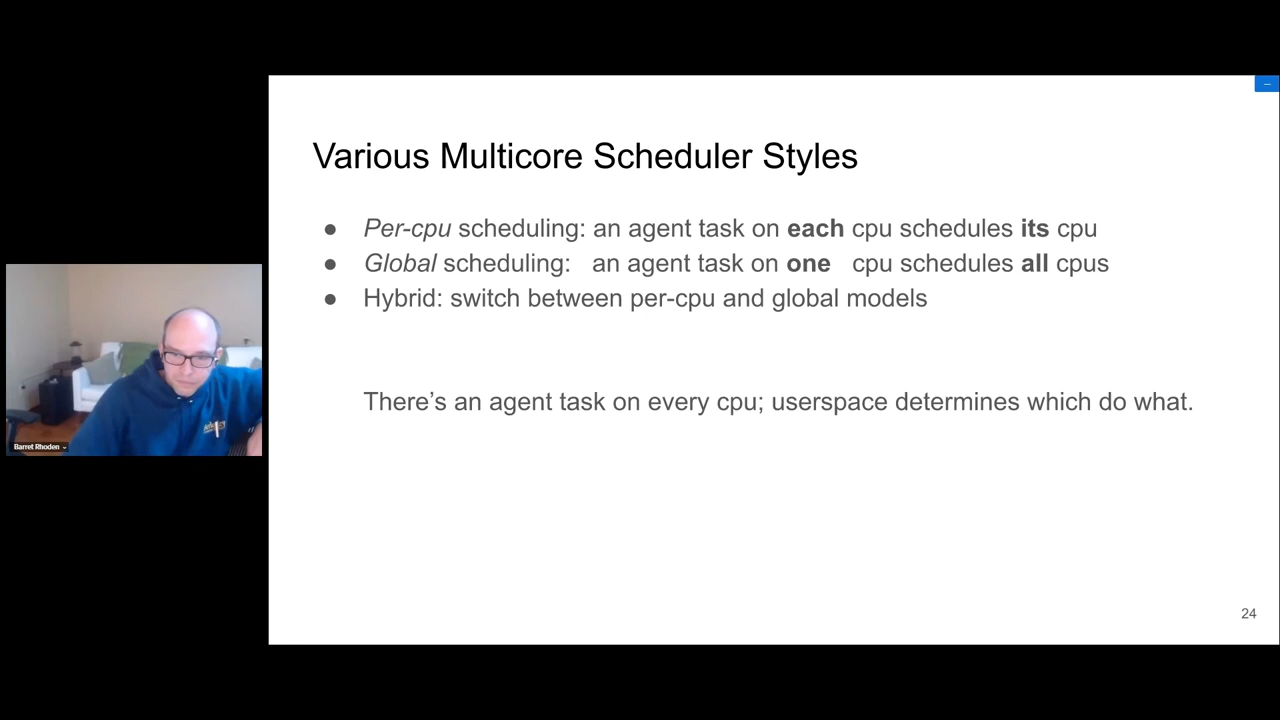 Various Multicore Scheduler Styles
● Per-cpu scheduling: an agent task on each cpu schedules its cpu
● Global scheduling: an agent task on one cpu schedules all cpus
● Hybrid: switch between per-cpu and global models
There’s an agent task on every cpu; userspace determines which do what.
Barret Rhoden
24